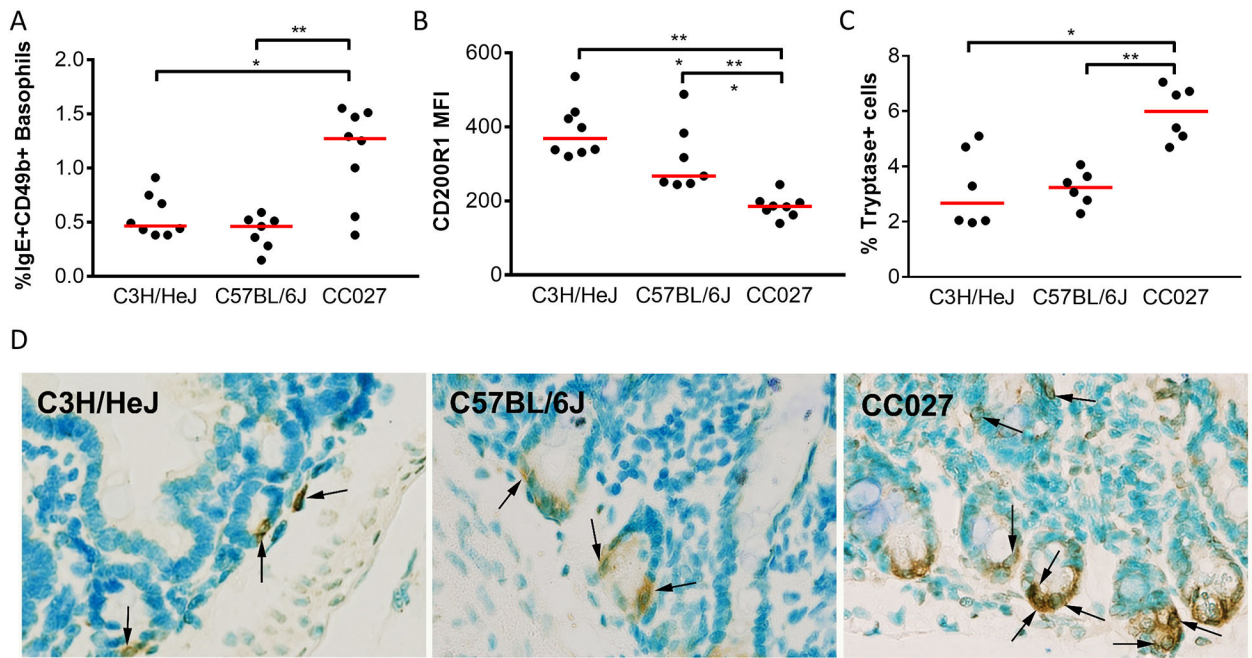 A
%IgE+CD49b+ Basophils
2.0
1.5
1.0
0.5
0.0
**
*
C3H/HeJ C57BL/6J CC027
B
CD200R1 MFI
600
400
200
0
**
* **
*
C3H/HeJ C57BL/6J CC027
C
% Tryptase+ cells
8
6
4
2
0
*
**
C3H/HeJ C57BL/6J CC027
D
C3H/HeJ
C57BL/6J
CC027